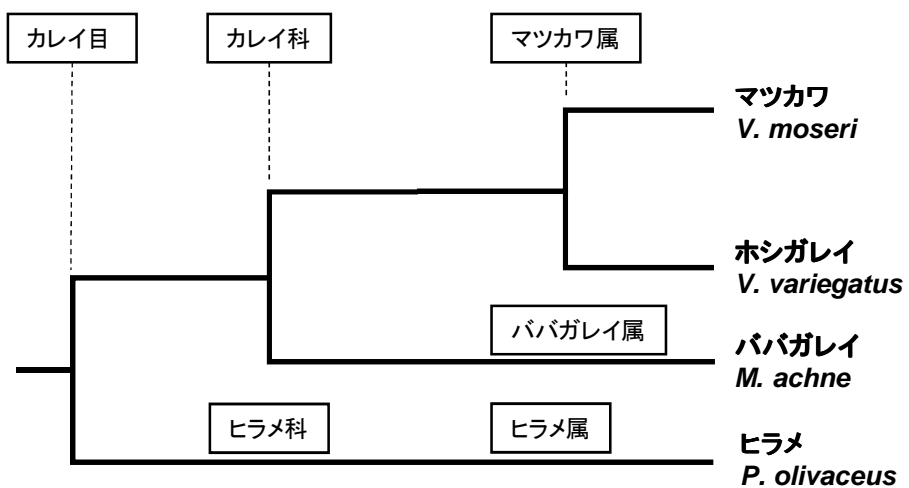 カレイ目
カレイ科
マツカワ属
マツカワ
V. moseri
ホシガレイ
V. variegatus
ババガレイ属
ババガレイ
M. achne
ヒラメ科
ヒラメ属
ヒラメ
P. olivaceus